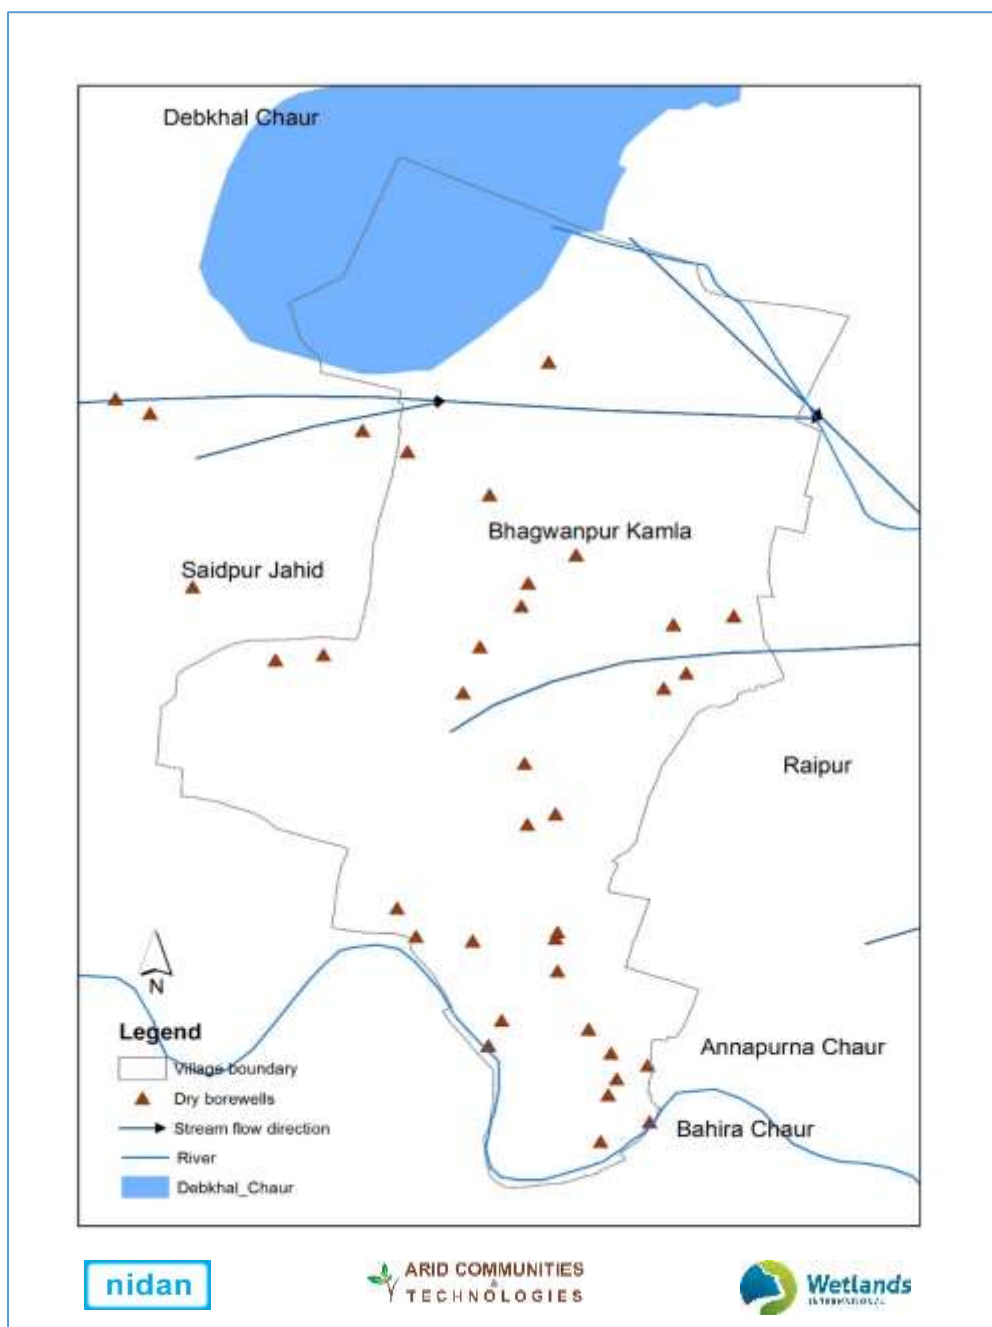 Debkhal Chaur
Bhagwanpur Kamla
Saidpur Jahid
Raipur
N
Legend
Village boundary
Dry borewells
Stream flow direction
River
Debkhal_Chaur
Annapurna Chaur
Bahira Chaur
nidan
ARID COMMUNITIES
&
TECHNOLOGIES
Wetlands
INTERNATIONAL